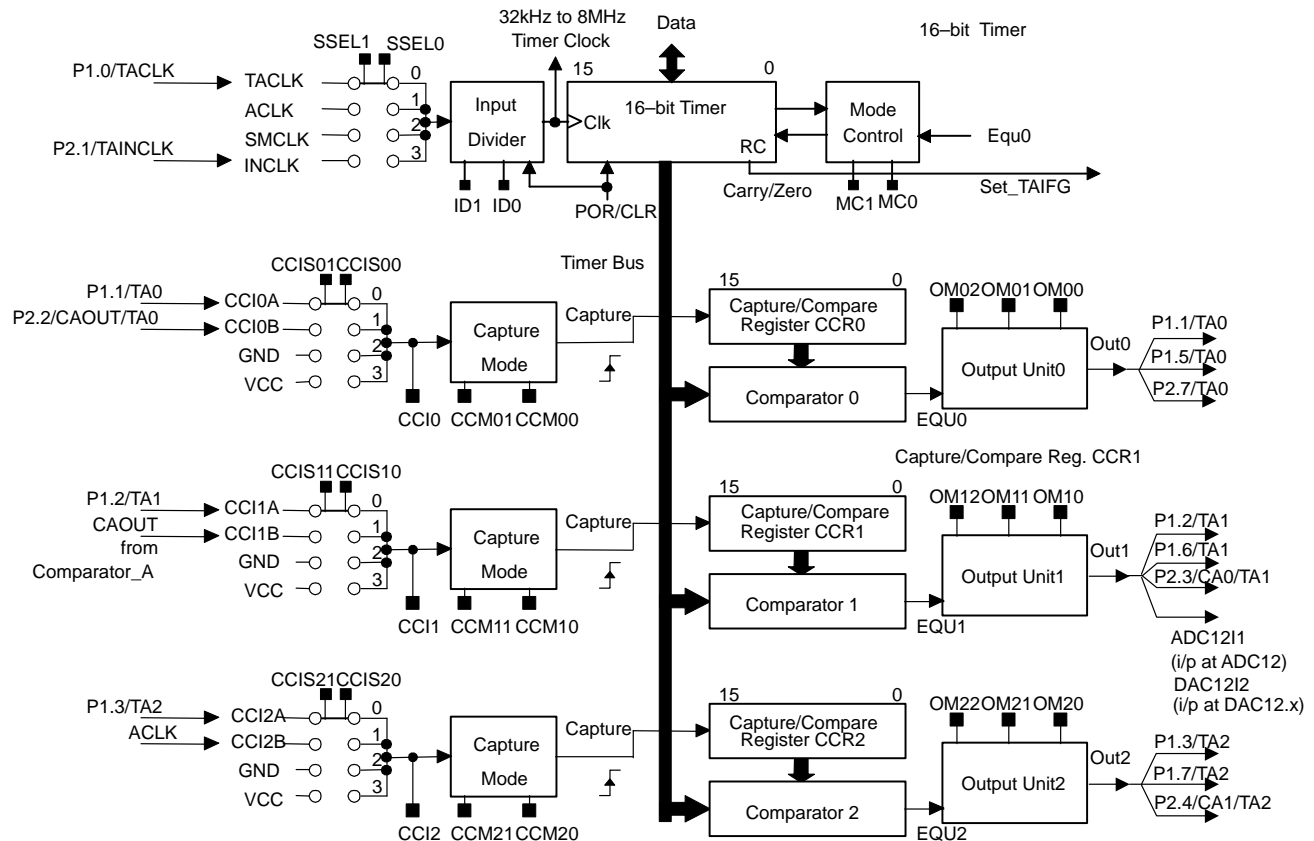 32kHz to 8MHz
Timer Clock
Data
16–bit Timer
SSEL1 SSEL0
15
0
P1.0/TACLK
TACLK
0
ACLK
1
SMCLK
2
P2.1/TAINCLK
INCLK
3
Input
Divider
Clk
16–bit Timer
RC
Mode
Control
Equ0
ID1
ID0
POR/CLR
Carry/Zero
MC1
MC0
Set_TAIFG
Timer Bus
CCIS01 CCIS00
P1.1/TA0
CCI0A
0
P2.2/CAOUT/TA0
CCI0B
1
GND
2
VCC
3
Capture
Mode
Capture
CCI0
CCM01 CCM00
15
0
Capture/Compare
Register CCR0
Comparator 0
EQU0
OM02 OM01 OM00
Output Unit0
Out0
P1.1/TA0
P1.5/TA0
P2.7/TA0
CCIS11 CCIS10
P1.2/TA1
CCI1A
0
CAOUT
from
Comparator_A
CCI1B
1
GND
2
VCC
3
Capture
Mode
Capture
CCI1
CCM11 CCM10
Capture/Compare Reg. CCR1
15
0
Capture/Compare
Register CCR1
Comparator 1
EQU1
OM12 OM11 OM10
Output Unit1
Out1
P1.2/TA1
P1.6/TA1
P2.3/CA0/TA1
ADC12I1
(i/p at ADC12)
DAC12I2
(i/p at DAC12.x)
CCIS21 CCIS20
P1.3/TA2
CCI2A
0
ACLK
CCI2B
1
GND
2
VCC
3
Capture
Mode
Capture
CCI2
CCM21 CCM20
15
0
Capture/Compare
Register CCR2
Comparator 2
EQU2
OM22 OM21 OM20
Output Unit2
Out2
P1.3/TA2
P1.7/TA2
P2.4/CA1/TA2